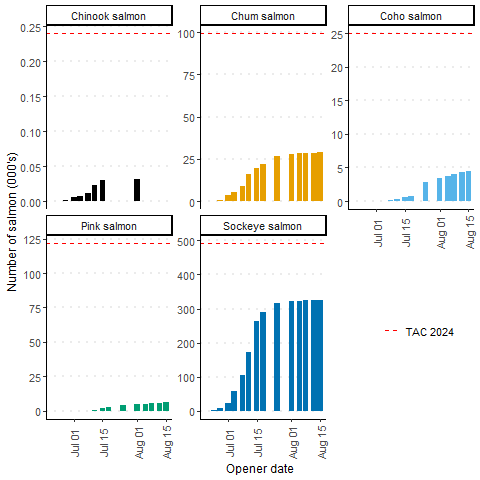 Chinook salmon
Chum salmon
Coho salmon
0.25
0.20
0.15
0.10
0.05
0.00
100
75
50
25
0
25
20
15
10
5
0
Jul 01
Jul 15
Aug 01
Aug 15
Pink salmon
Sockeye salmon
125
100
75
50
25
0
500
400
300
200
100
0
Jul 01
Jul 15
Aug 01
Aug 15
Jul 01
Jul 15
Aug 01
Aug 15
Number of salmon (000's)
Opener date
TAC 2024